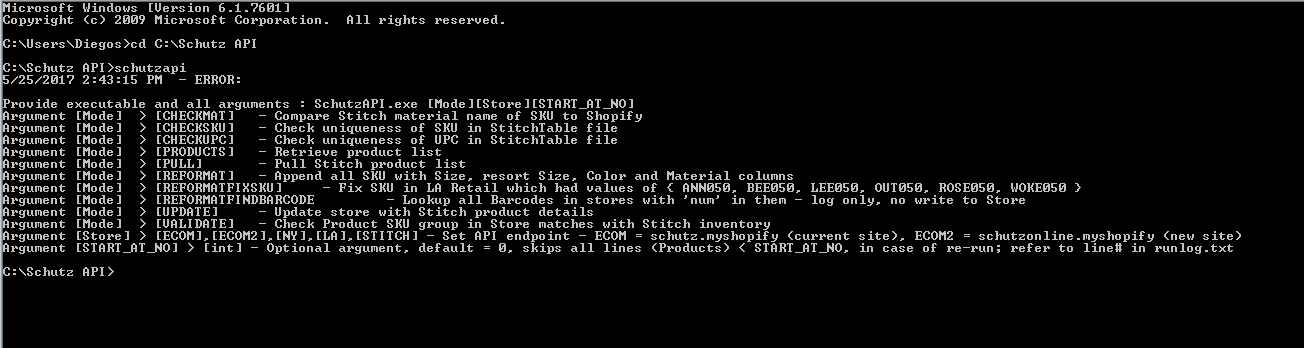 Microsoft Windows [Version 6.1.7601]
Copyright (c) 2009 Microsoft Corporation.  All rights reserved.
C:\Users\Diegos>cd C:\Schutz API
C:\Schutz API>schutzapi
5/25/2017 2:43:15 PM  - ERROR:
Provide executable and all arguments : SchutzAPI.exe [Mode][Store][START_AT_NO]
Argument [Mode]  > [CHECKMAT]   - Compare Stitch material name of SKU to Shopify
Argument [Mode]  > [CHECKSKU]   - Check uniqueness of SKU in StitchTable file
Argument [Mode]  > [CHECKUPC]   - Check uniqueness of UPC in StitchTable file
Argument [Mode]  > [PRODUCTS]   - Retrieve product list
Argument [Mode]  > [PULL]       - Pull Stitch product list
Argument [Mode]  > [REFORMAT]   - Append all SKU with Size, resort Size, Color and Material columns
Argument [Mode]  > [REFORMATFIXSKU]     - Fix SKU in LA Retail which had values of { ANN050, BEE050, LEE050, OUT050, ROSE050, WOKE050 }
Argument [Mode]  > [REFORMATFINDBARCODE         - Lookup all Barcodes in stores with 'num' in them - log only, no write to Store
Argument [Mode]  > [UPDATE]     - Update store with Stitch product details
Argument [Mode]  > [VALIDATE]   - Check Product SKU group in Store matches with Stitch inventory
Argument [Store] > [ECOM],[ECOM2],[NY],[LA],[STITCH] - Set API endpoint - ECOM = schutz.myshopify (current site), ECOM2 = schutzonline.myshopify (new site)
Argument [START_AT_NO] > [int] - Optional argument, default = 0, skips all lines (Products) < START_AT_NO, in case of re-run; refer to line# in runlog.txt
C:\Schutz API>